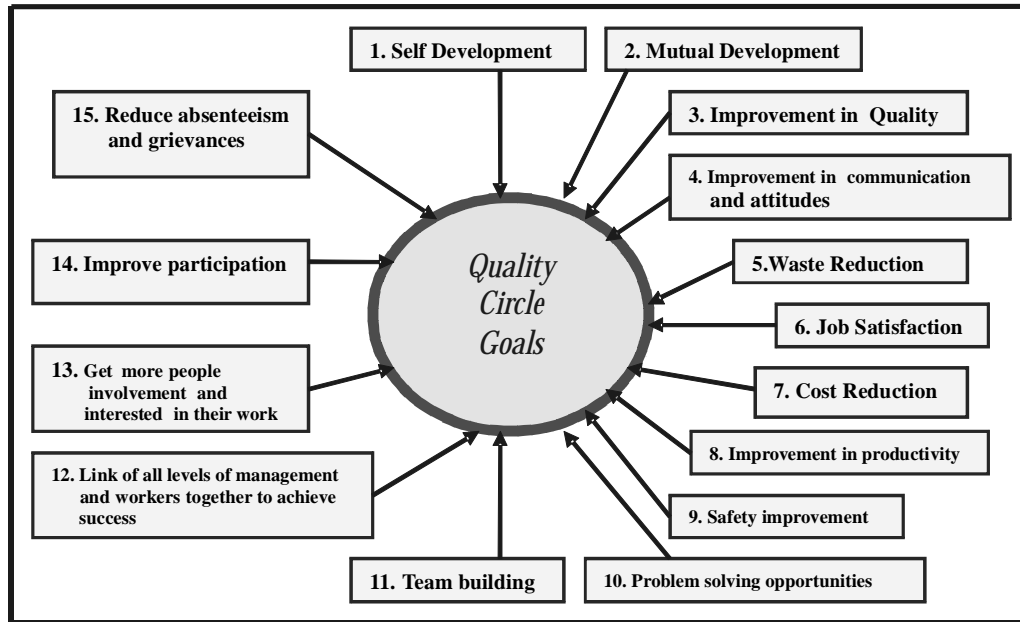 1. Self Development
2. Mutual Development
3. Improvement in Quality
4. Improvement in communication
and attitudes
5.Waste Reduction
6. Job Satisfaction
7. Cost Reduction
8. Improvement in productivity
9. Safety improvement
10. Problem solving opportunities
11. Team building
12. Link of all levels of management
and workers together to achieve
success
13. Get more people
involvement and
interested in their work
14. Improve participation
15. Reduce absenteeism
and grievances
Quality
Circle
Goals